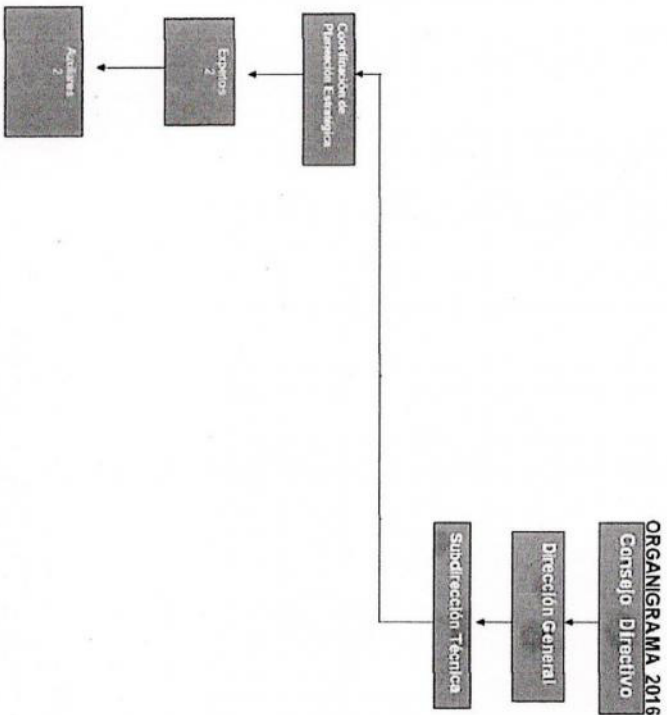 ORGANIGRAMA 2016
Consejo Directivo
Dirección General
Subdirección Técnica
Coordinación de
Planeación Estratégica
Expertos
2
Auxiliares
2